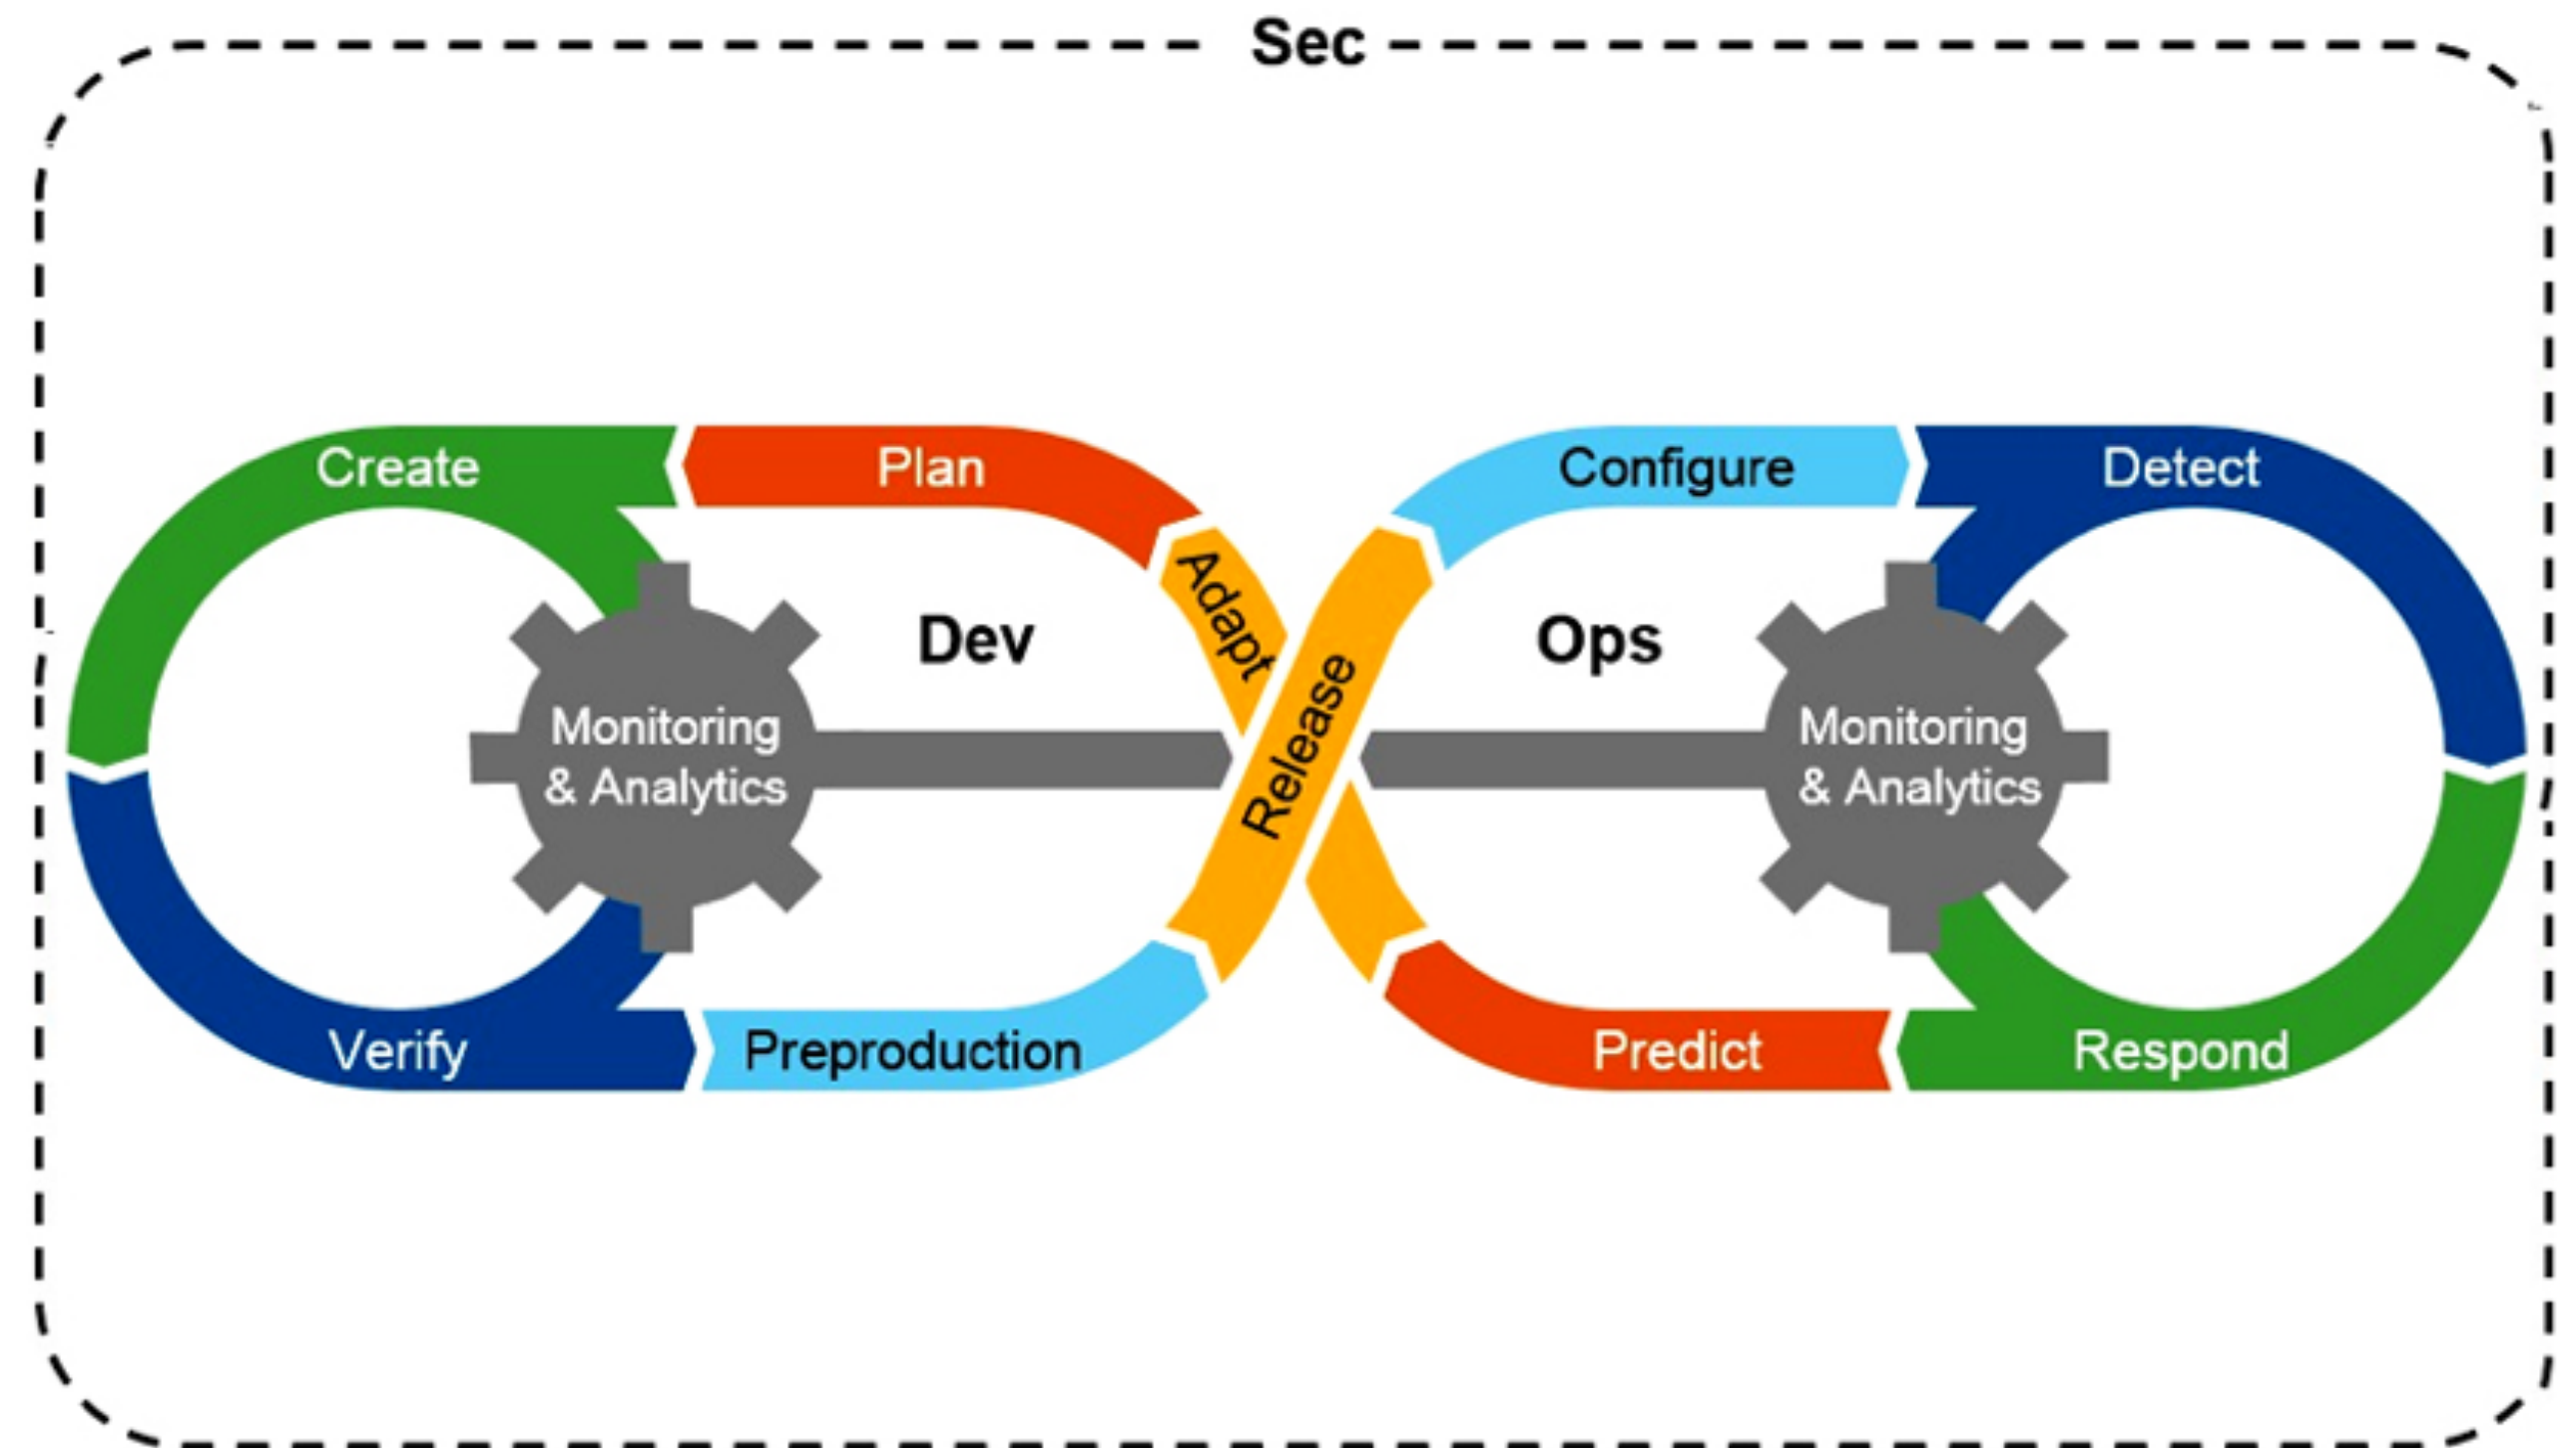 Sec
Create
Plan
Configure
Detect
Adapt
Dev
Ops
Release
Monitoring
& Analytics
Monitoring
& Analytics
Verify
Preproduction
Predict
Respond